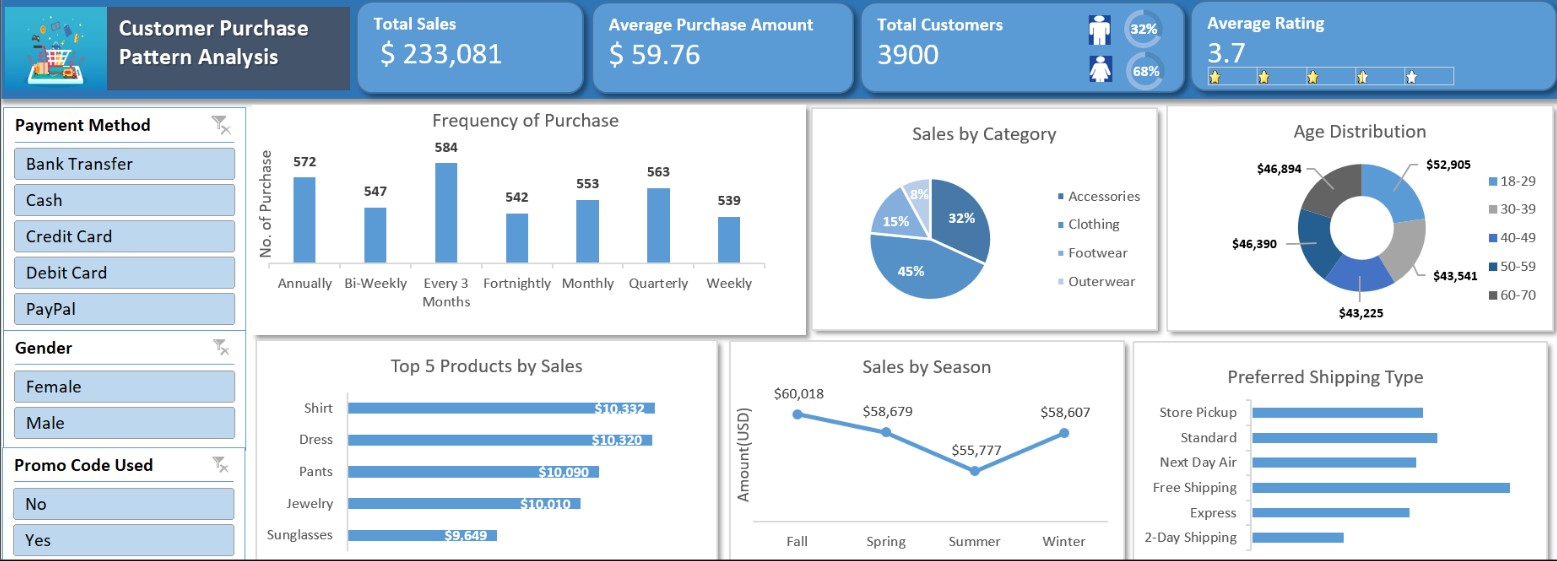 Customer Purchase
Pattern Analysis
Total Sales
$ 233,081
Average Purchase Amount
$ 59.76
Total Customers
3900
32%
68%
Average Rating
3.7
Payment Method
Bank Transfer
Cash
Credit Card
Debit Card
PayPal
Gender
Female
Male
Promo Code Used
No
Yes
Frequency of Purchase
No. of Purchase
572
547
584
542
553
563
539
Annually
Bi-Weekly
Every 3
Months
Fortnightly
Monthly
Quarterly
Weekly
Sales by Category
8%
15%
32%
45%
Accessories
Clothing
Footwear
Outerwear
Age Distribution
$46,894
$52,905
$46,390
$43,541
$43,225
18-29
30-39
40-49
50-59
60-70
Top 5 Products by Sales
Shirt
$10,332
Dress
$10,320
Pants
$10,090
Jewelry
$10,010
Sunglasses
$9,649
Sales by Season
Amount(USD)
$60,018
$58,679
$55,777
$58,607
Fall
Spring
Summer
Winter
Preferred Shipping Type
Store Pickup
Standard
Next Day Air
Free Shipping
Express
2-Day Shipping